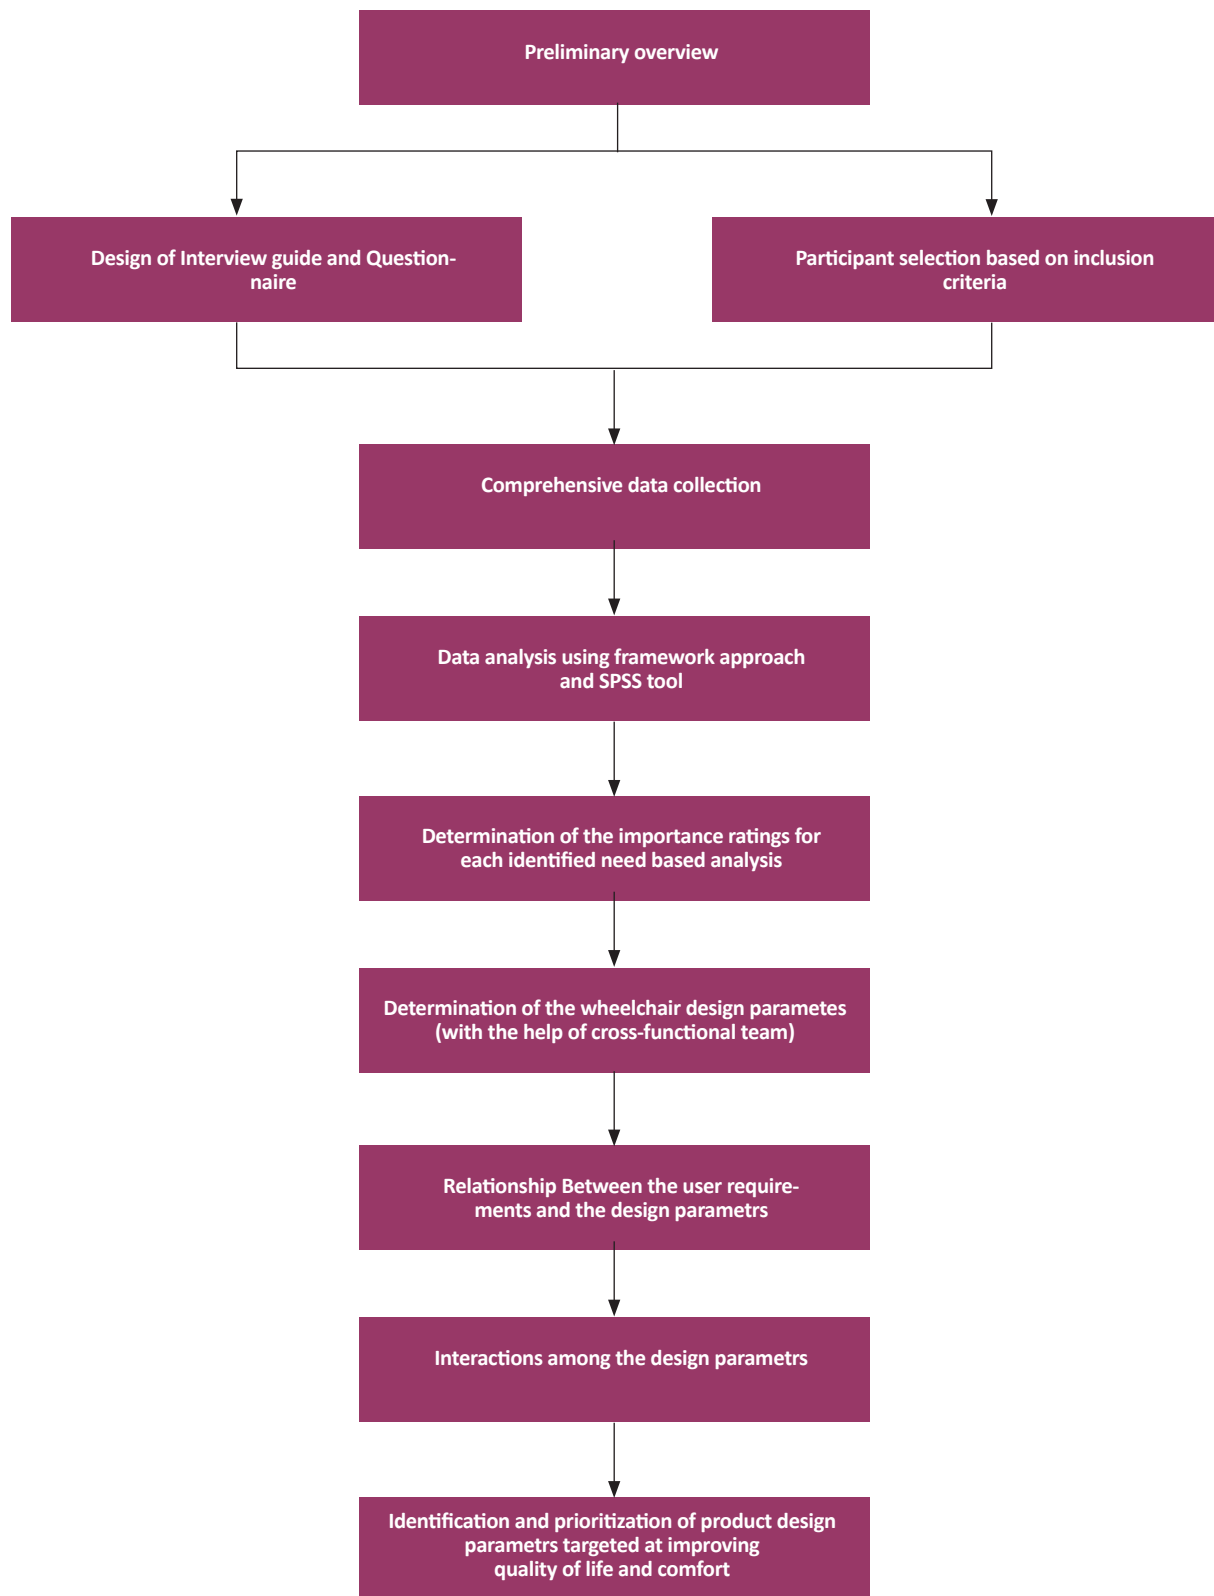 Preliminary overview
Design of Interview guide and Question-
naire
Participant selection based on inclusion
criteria
Comprehensive data collection
Data analysis using framework approach
and SPSS tool
Determination of the importance ratings for
each identified need based analysis
Determination of the wheelchair design parametes
(with the help of cross-functional team)
Relationship Between the user require-
ments and the design parametrs
Interactions among the design parametrs
Identification and prioritization of product design
parametrs targeted at improving
quality of life and comfort